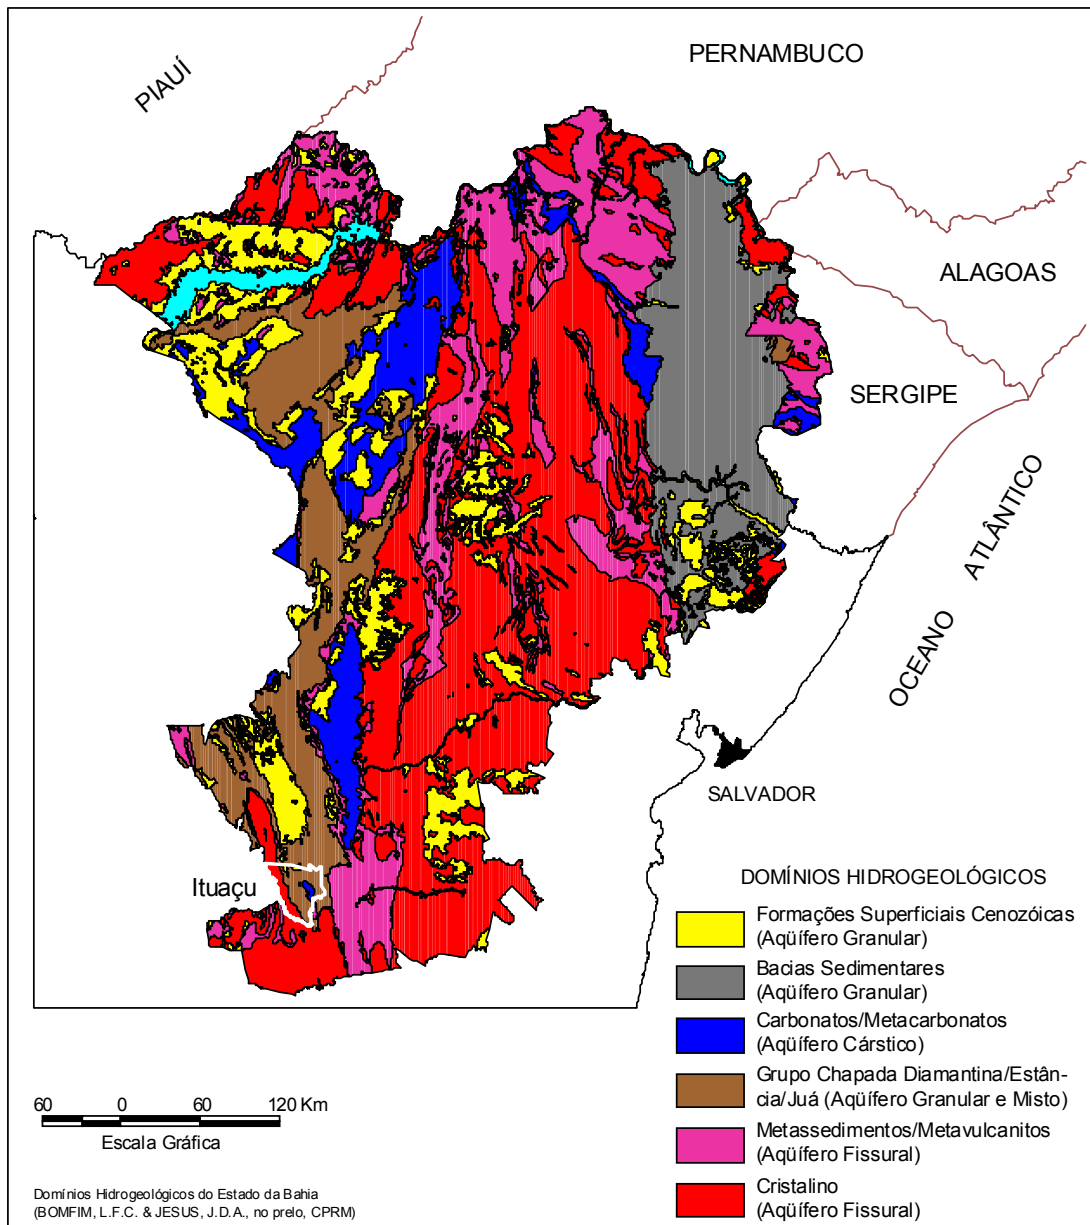 PIAUÍ
PERNAMBUCO
ALAGOAS
SERGIPE
OCEANO ATLÂNTICO
SALVADOR
Ituaçu
DOMÍNIOS HIDROGEOLÓGICOS
Formações Superficiais Cenozóicas
(Aqüífero Granular)
Bacias Sedimentares
(Aqüífero Granular)
Carbonatos/Metacarbonatos
(Aqüífero Cárstico)
Grupo Chapada Diamantina/Estân-
cia/Juá (Aqüífero Granular e Misto)
Metassedimentos/Metavulcanitos
(Aqüífero Fissural)
Cristalino
(Aqüífero Fissural)
60 0 60 120 Km
Escala Gráfica
Domínios Hidrogeológicos do Estado da Bahia
(BOMFIM, L.F.C. & JESUS, J.D.A., no prelo, CPRM)